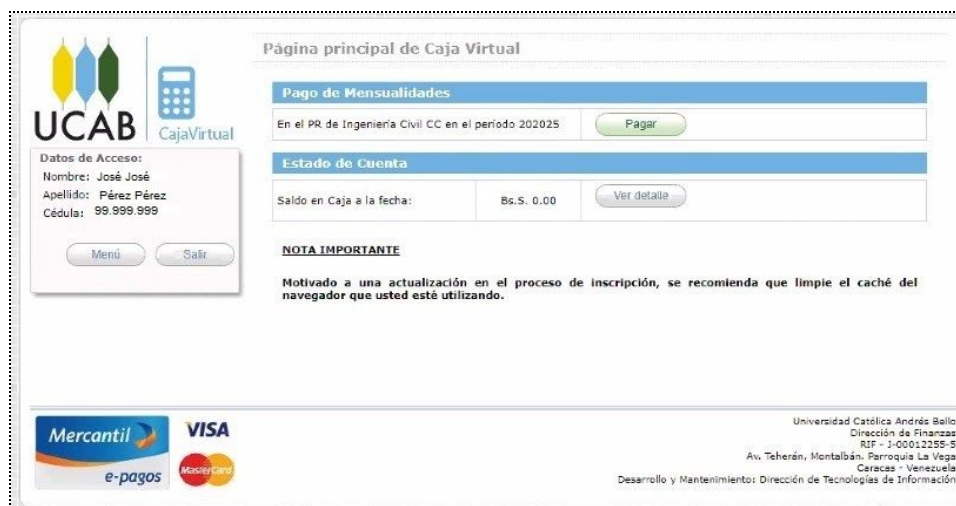 UCAB
CajaVirtual
Datos de Acceso:
Nombre: José José
Apellido: Pérez Pérez
Cédula: 99.999.999
Menú Salir
Página principal de Caja Virtual
Pago de Mensualidades
En el PR de Ingeniería Civil CC en el período 202025 Pagar
Estado de Cuenta
Saldo en Caja a la fecha: Bs.S. 0.00 Ver detalle
NOTA IMPORTANTE
Motivado a una actualización en el proceso de inscripción, se recomienda que limpie el caché del
navegador que usted esté utilizando.
Mercantil
e-pagos
VISA
MasterCard
Universidad Católica Andrés Bello
Dirección de Finanzas
RIF - J-00012255-5
Av. Teherán, Montalbán. Parroquia La Vega
Caracas - Venezuela
Desarrollo y Mantenimiento: Dirección de Tecnologías de Información